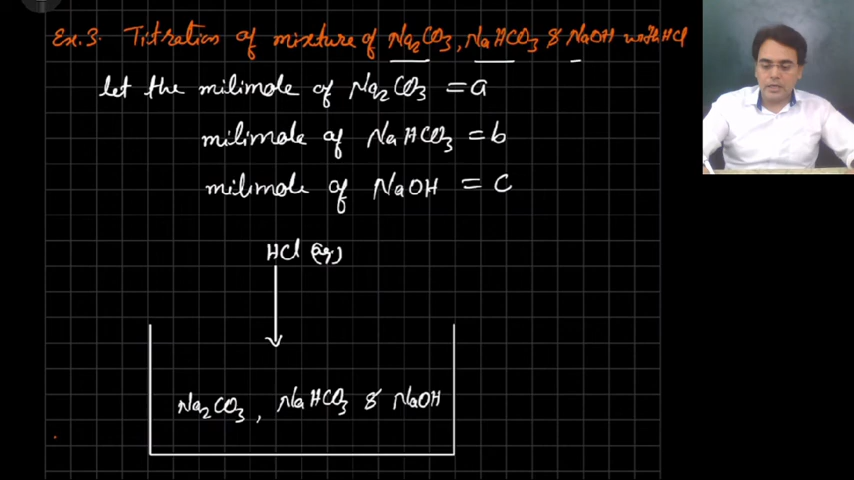 Ex.3. Titration of mixture of Na₂CO₃, NaHCO₃ & NaOH with HCl
let the milimole of Na₂CO₃ = a
milimole of NaHCO₃ = b
milimole of NaOH = c
HCl (aq.)
Na₂CO₃, NaHCO₃ & NaOH